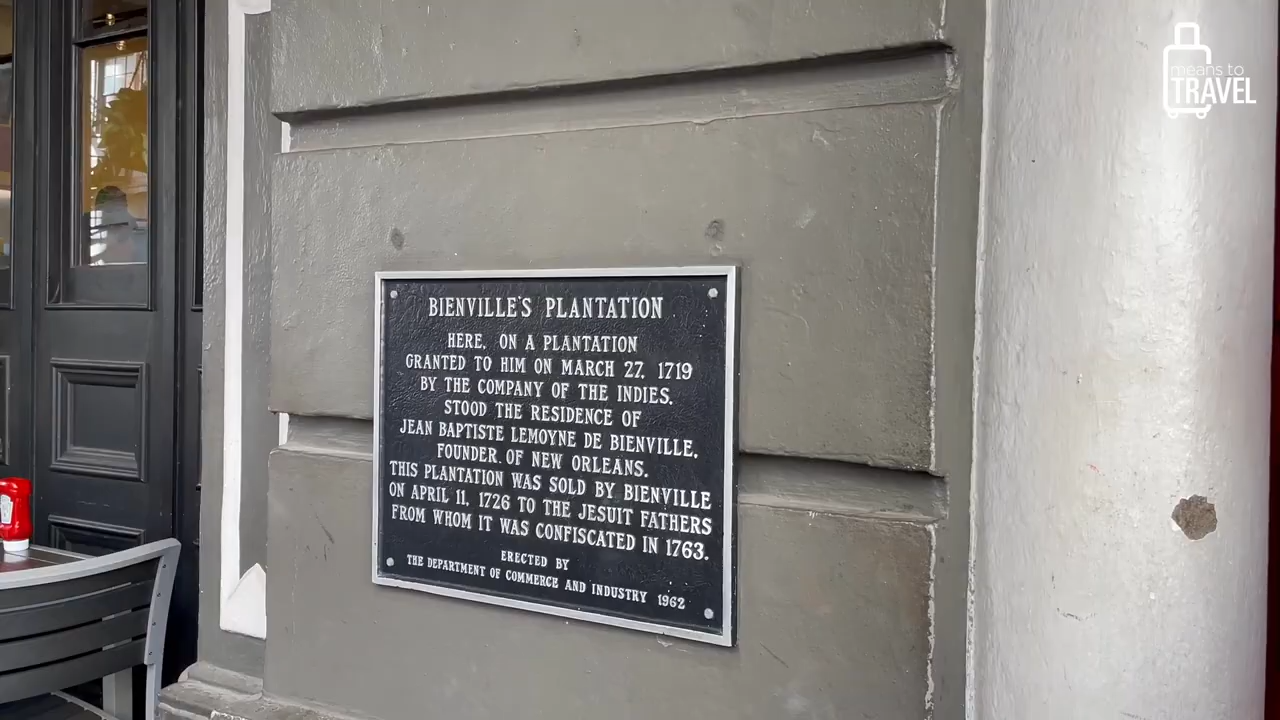 means to
TRAVEL
BIENVILLE'S PLANTATION
HERE, ON A PLANTATION
GRANTED TO HIM ON MARCH 27, 1719
BY THE COMPANY OF THE INDIES,
STOOD THE RESIDENCE OF
JEAN BAPTISTE LEMOYNE DE BIENVILLE,
FOUNDER OF NEW ORLEANS.
THIS PLANTATION WAS SOLD BY BIENVILLE
ON APRIL 11, 1726 TO THE JESUIT FATHERS
FROM WHOM IT WAS CONFISCATED IN 1763.
ERECTED BY
THE DEPARTMENT OF COMMERCE AND INDUSTRY 1962